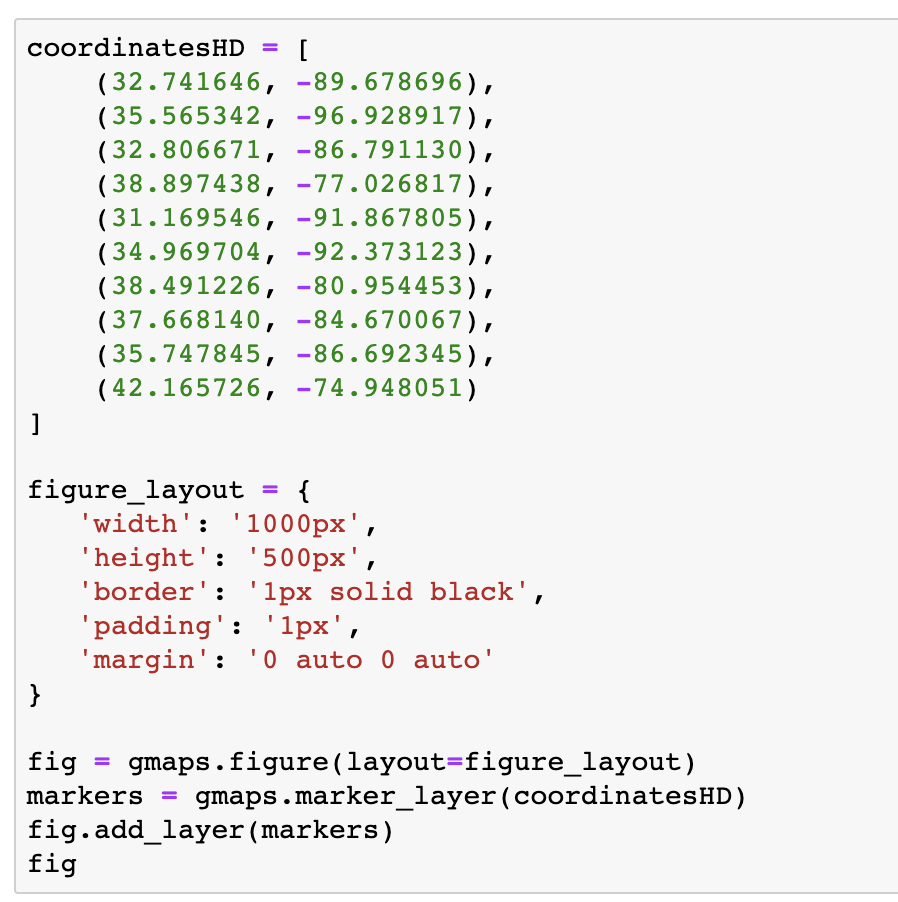 coordinatesHD = [
    (32.741646, -89.678696),
    (35.565342, -96.928917),
    (32.806671, -86.791130),
    (38.897438, -77.026817),
    (31.169546, -91.867805),
    (34.969704, -92.373123),
    (38.491226, -80.954453),
    (37.668140, -84.670067),
    (35.747845, -86.692345),
    (42.165726, -74.948051)
]

figure_layout = {
   'width': '1000px',
   'height': '500px',
   'border': '1px solid black',
   'padding': '1px',
   'margin': '0 auto 0 auto'
}

fig = gmaps.figure(layout=figure_layout)
markers = gmaps.marker_layer(coordinatesHD)
fig.add_layer(markers)
fig